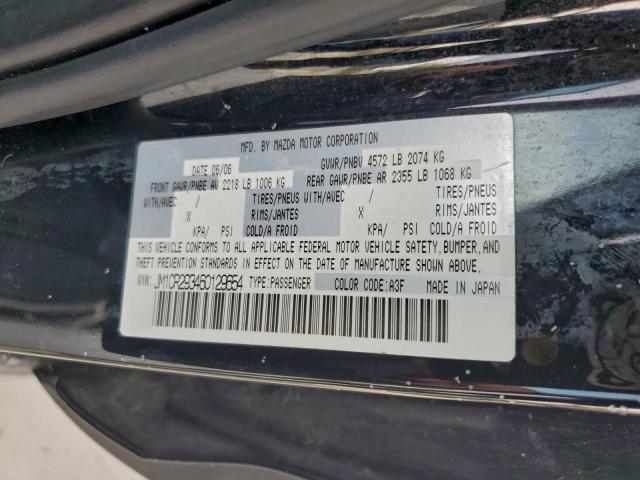 MFD. BY MAZDA MOTOR CORPORATION
DATE 06/06 GVWR/PNBV 4572 LB 2074 KG
FRONT GAWR/PNBE AV 2218 LB 1006 KG REAR GAWR/PNBE AR 2355 LB 1068 KG
WITH/AVEC / TIRES/PNEUS WITH/AVEC / TIRES/PNEUS
X RIMS/JANTES X RIMS/JANTES
KPA/ PSI COLD/A FROID KPA/ PSI COLD/A FROID
THIS VEHICLE CONFORMS TO ALL APPLICABLE FEDERAL MOTOR VEHICLE SAFETY, BUMPER, AND
THEFT PREVENTION STANDARDS IN EFFECT ON THE DATE OF MANUFACTURE SHOWN ABOVE.
VIN: JM1CR293460129654 TYPE:PASSENGER COLOR CODE:A3F MADE IN JAPAN